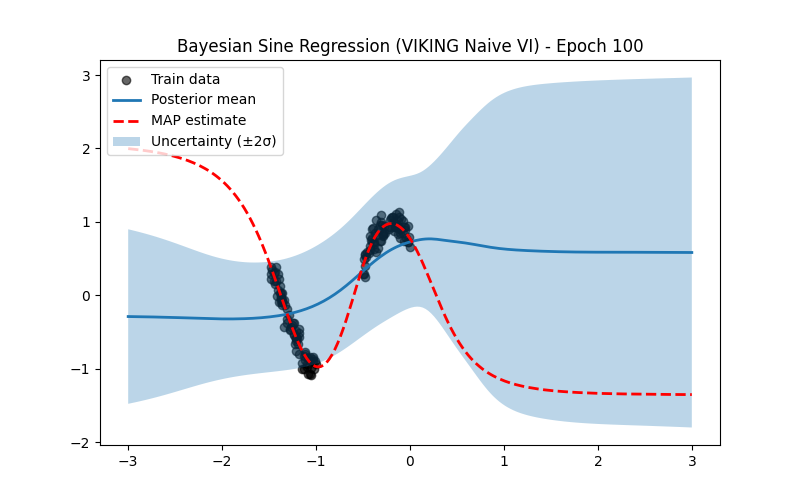 Bayesian Sine Regression (VIKING Naive VI) - Epoch 100
Train data
Posterior mean
MAP estimate
Uncertainty (±2σ)
3
2
1
0
−1
−2
−3 −2 −1 0 1 2 3